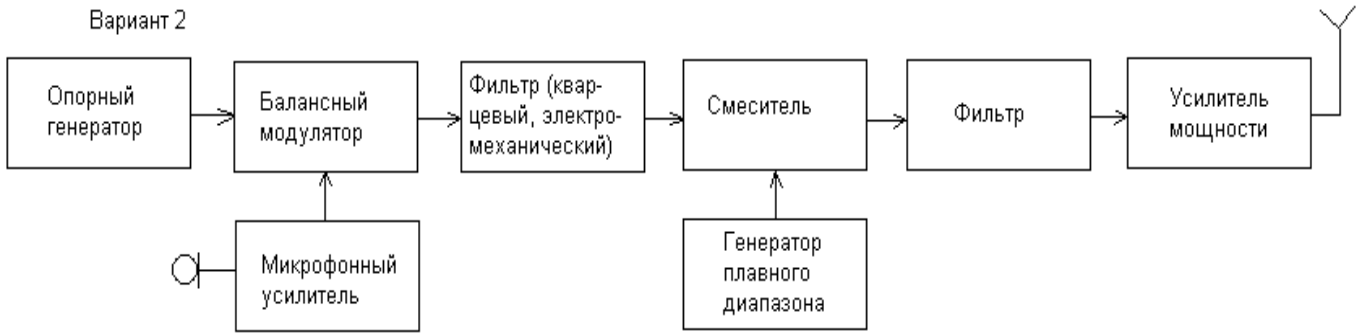 Вариант 2
Опорный
генератор
Балансный
модулятор
Фильтр (квар-
цевый, электро-
механический)
Смеситель
Фильтр
Усилитель
мощности
Микрофонный
усилитель
Генератор
плавного
диапазона